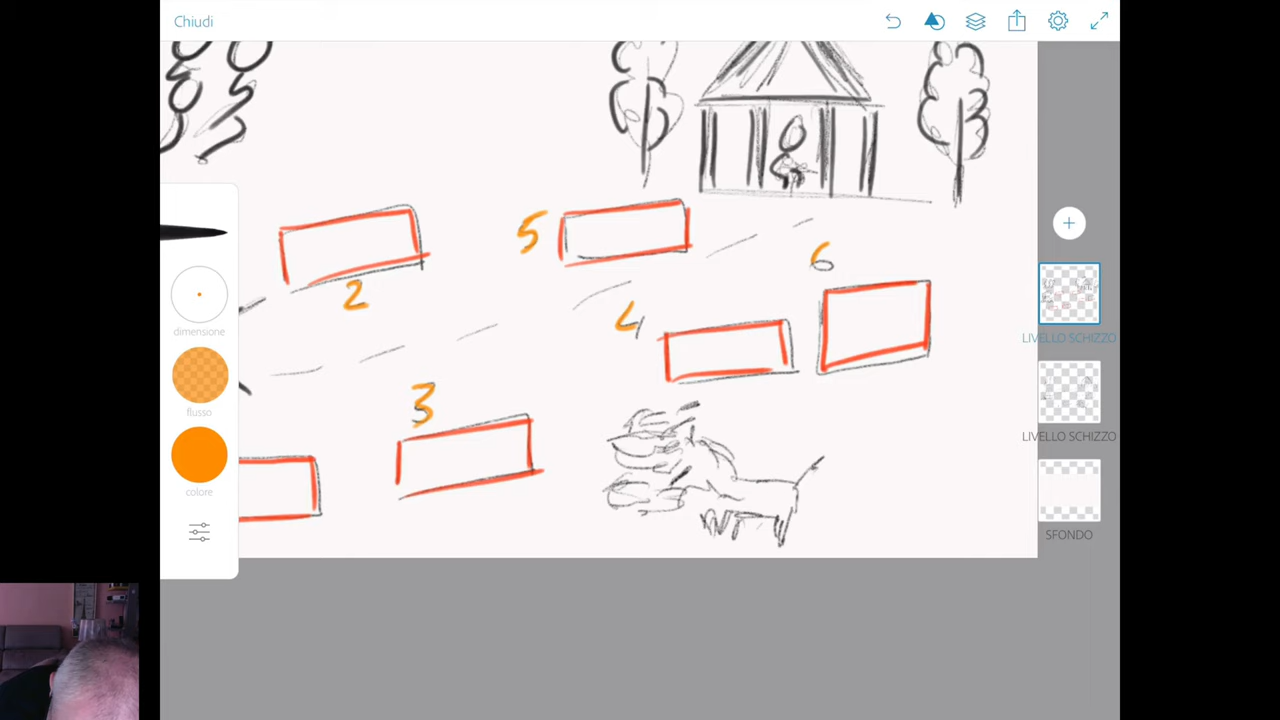 Chiudi
5
6
2
4
3
dimensione
flusso
colore
LIVELLO SCHIZZO
LIVELLO SCHIZZO
SFONDO